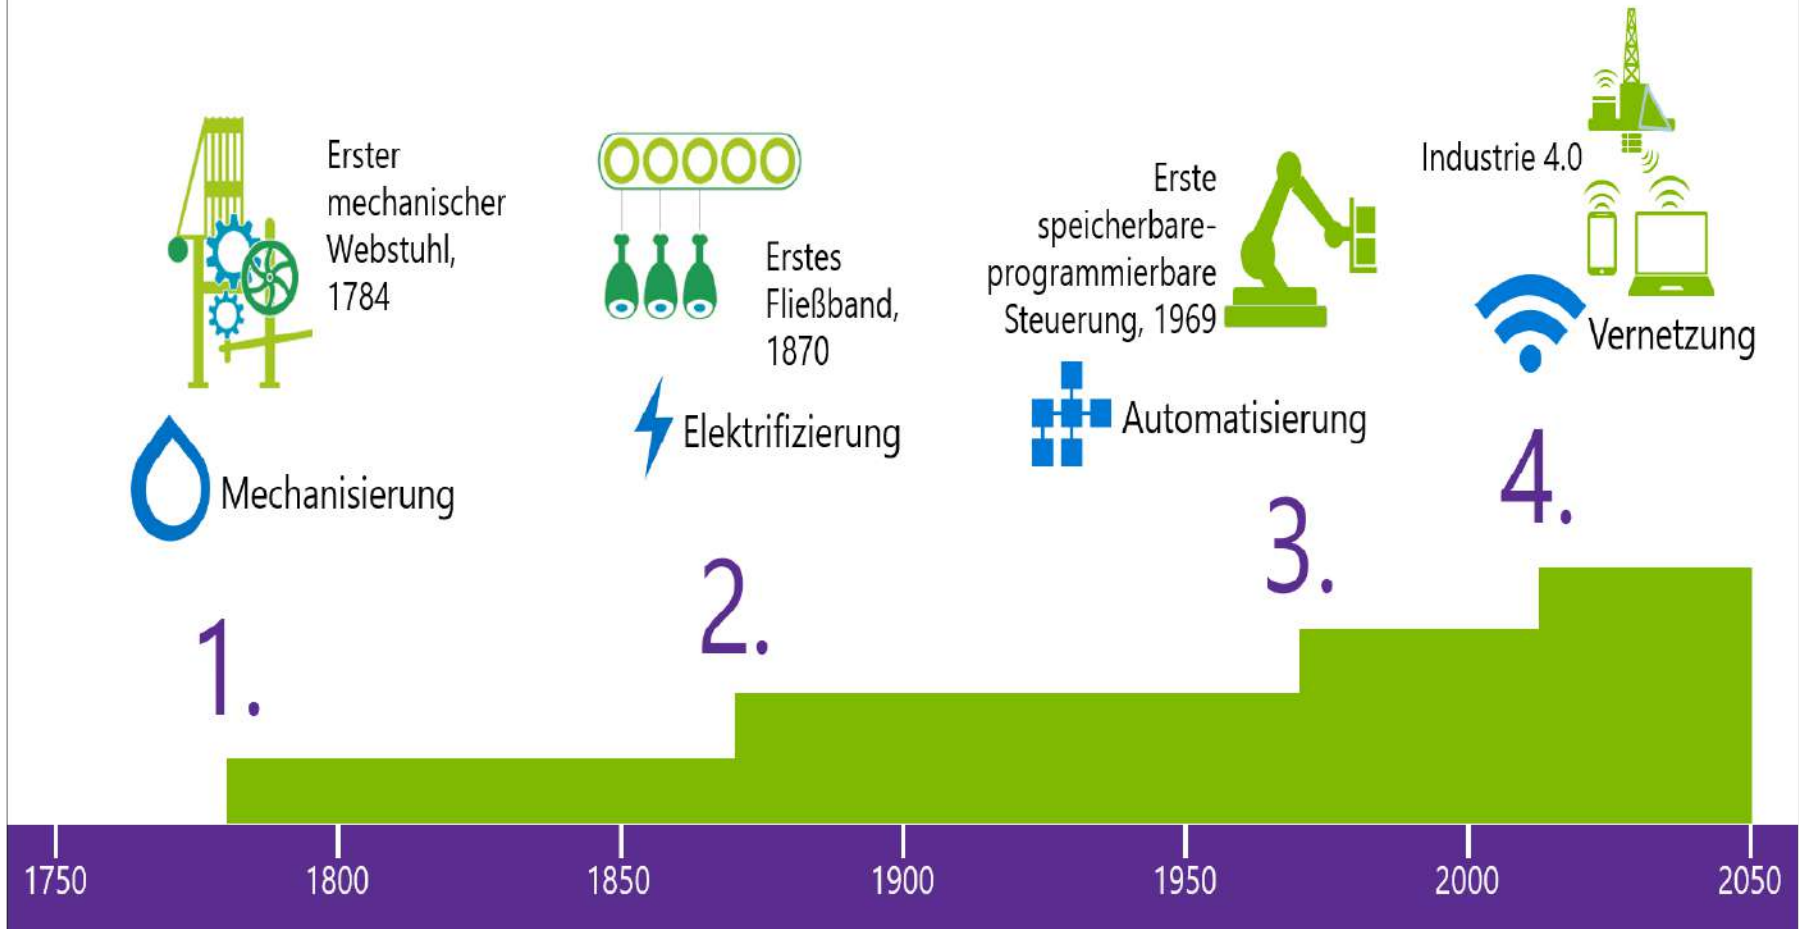 Erster
mechanischer
Webstuhl,
1784
Mechanisierung
1.
Erstes
Fließband,
1870
Elektrifizierung
2.
Erste
speicherbare-
programmierbare
Steuerung, 1969
Automatisierung
3.
Industrie 4.0
Vernetzung
4.
1750
1800
1850
1900
1950
2000
2050